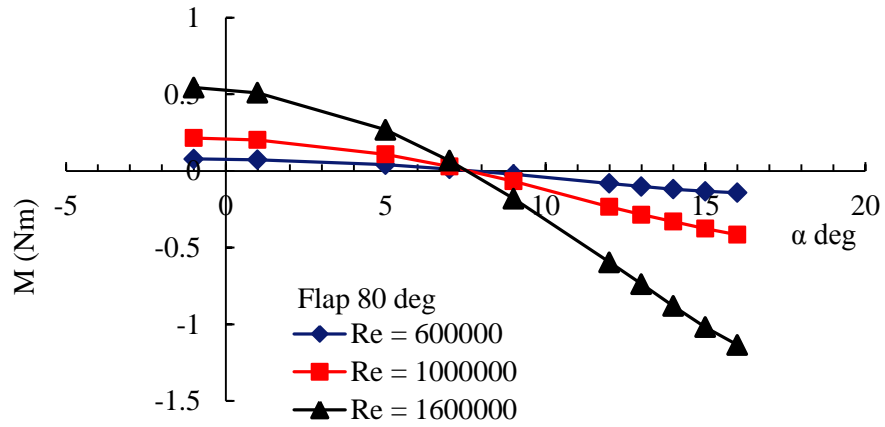 1
0.5
0
-0.5
-1
-1.5
-5
0
5
10
15
20
M (Nm)
α deg
Flap 80 deg
Re = 600000
Re = 1000000
Re = 1600000